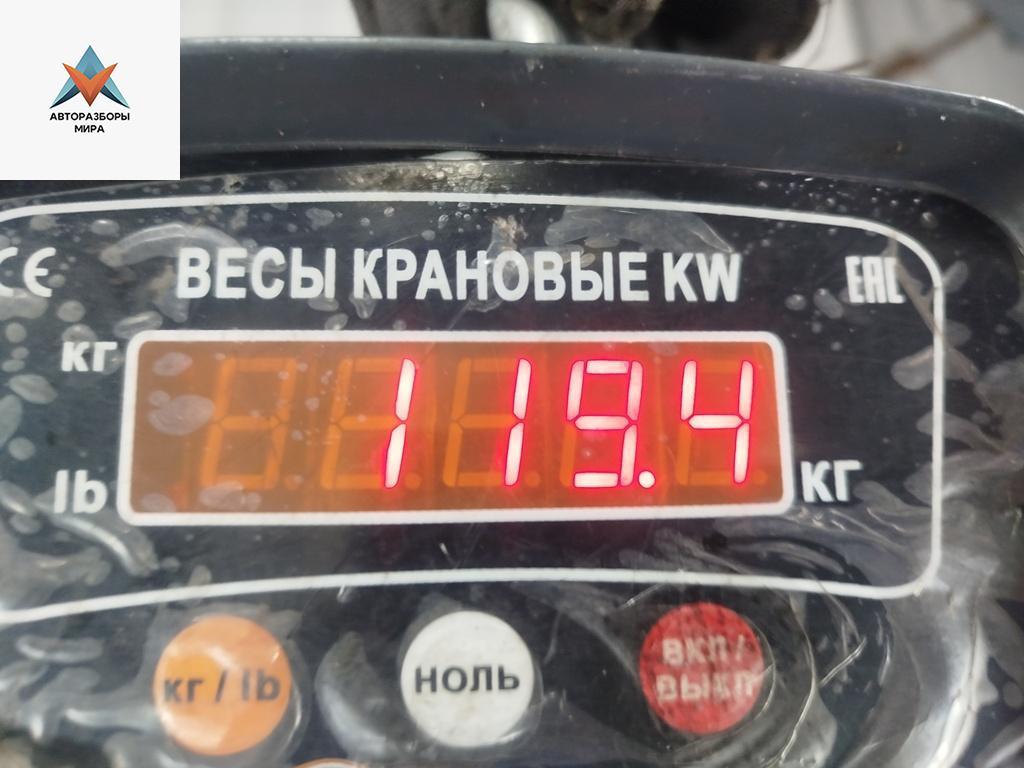 АВТОРАЗБОРЫ
МИРА
CE
ВЕСЫ КРАНОВЫЕ KW
EAC
кг
119.4
lb
КГ
кг / lb
НОЛЬ
ВКЛ /
ВЫКЛ